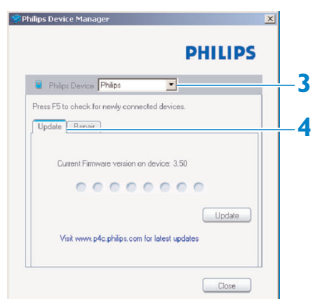 Philips Device Manager
PHILIPS
Philips Device Philips
3
Press F5 to check for newly connected devices.
Update Repair
4
Current Firmware version on device: 3.50
Update
Visit www.p4c.philips.com for latest updates
Close